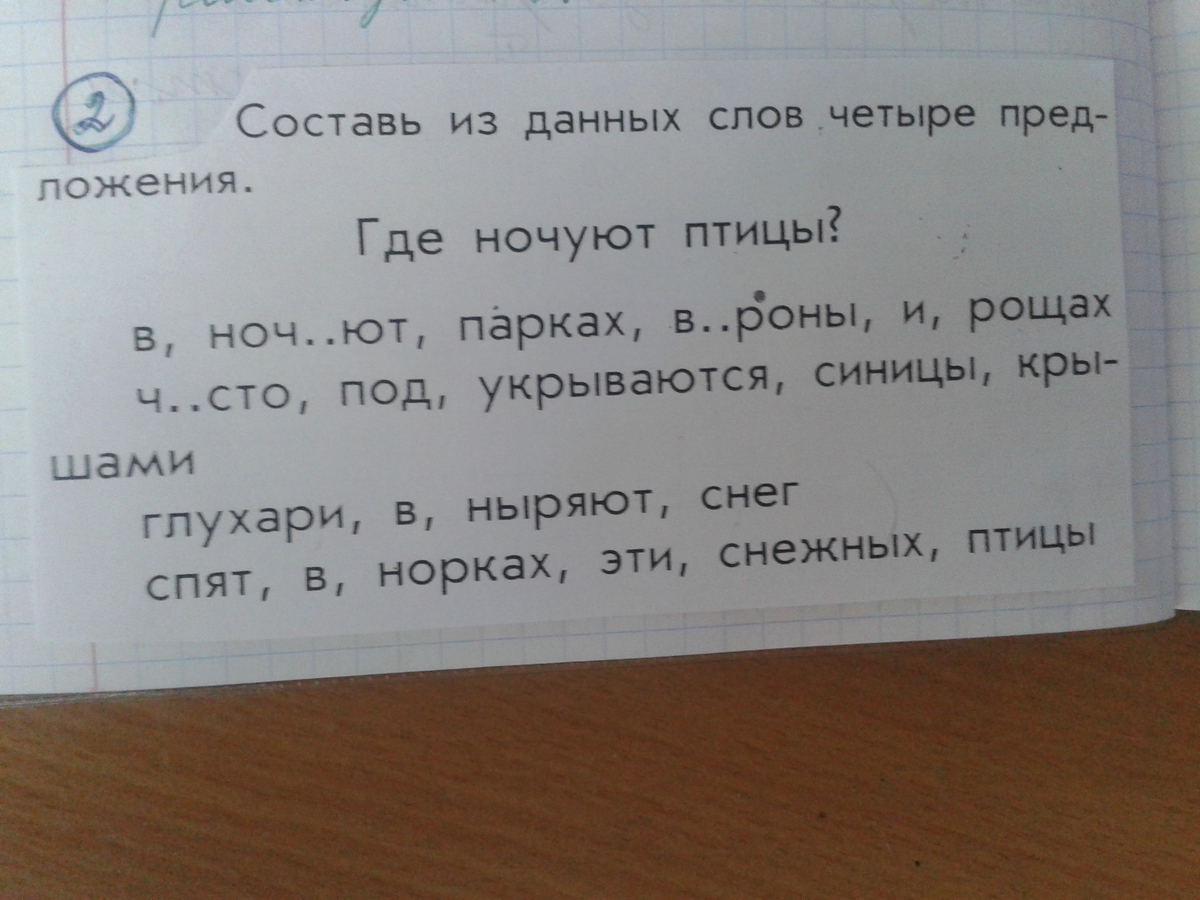 2 Составь из данных слов четыре пред-
ложения.
Где ночуют птицы?
в, ноч..ют, парках, в..роны, и, рощах
ч..сто, под, укрываются, синицы, кры-
шами
глухари, в, ныряют, снег
спят, в, норках, эти, снежных, птицы